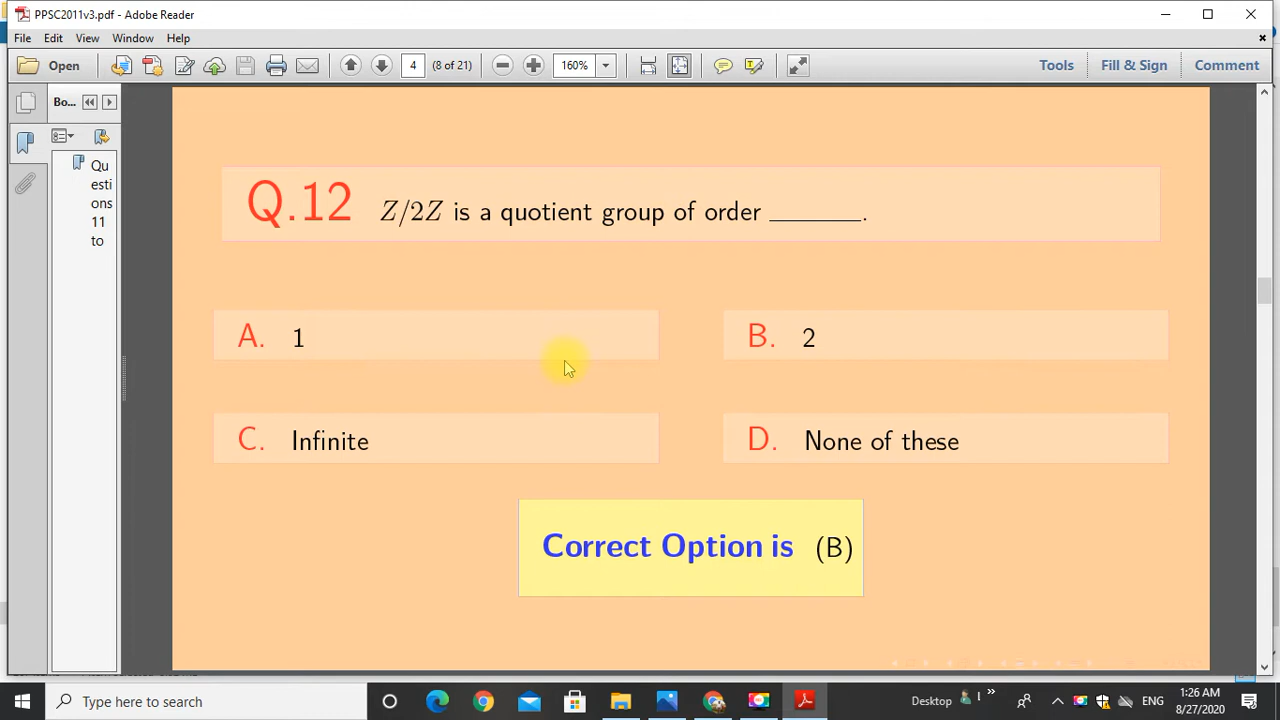 PPSC2011v3.pdf - Adobe Reader
File Edit View Window Help
Open 4 (8 of 21) 160% Tools Fill & Sign Comment
Bo...
Qu
esti
ons
11
to
Q.12 Z/2Z is a quotient group of order ______.
A. 1
B. 2
C. Infinite
D. None of these
Correct Option is (B)
Type here to search
Desktop
ENG
1:26 AM
8/27/2020